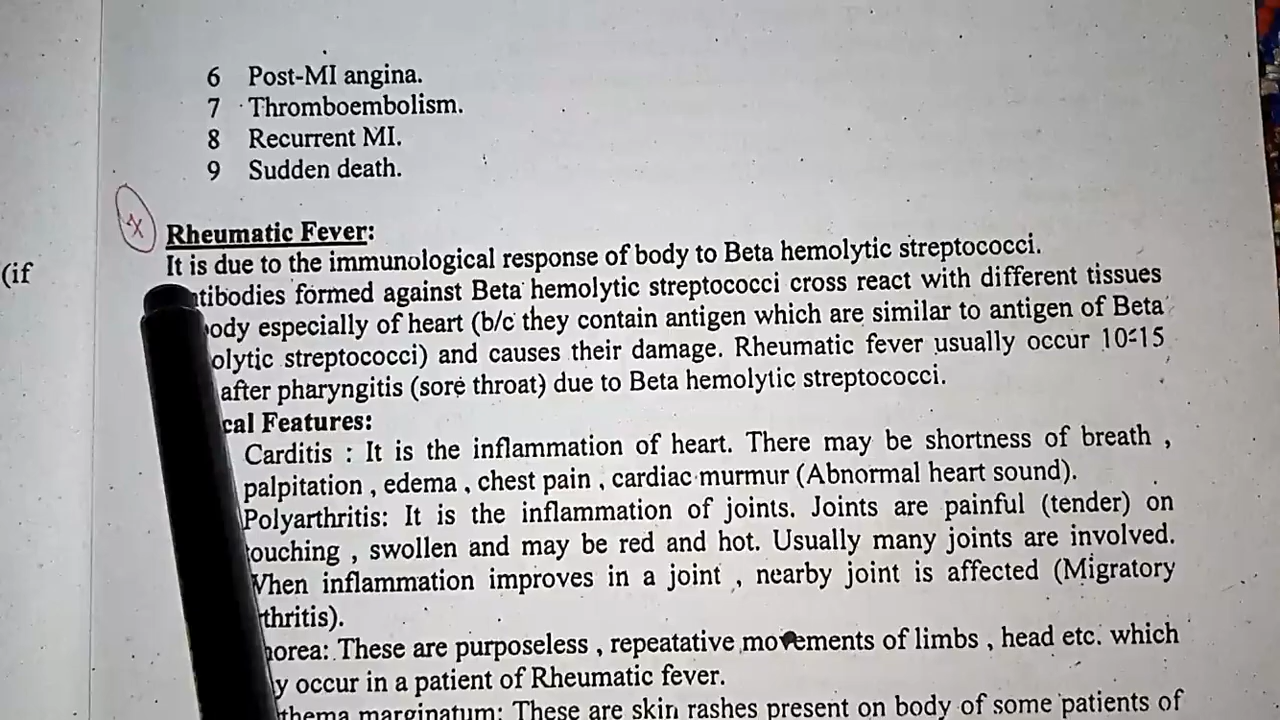 6 Post-MI angina.
7 Thromboembolism.
8 Recurrent MI.
9 Sudden death.
X
Rheumatic Fever:
(if
It is due to the immunological response of body to Beta hemolytic streptococci.
ntibodies formed against Beta hemolytic streptococci cross react with different tissues
ody especially of heart (b/c they contain antigen which are similar to antigen of Beta
olytic streptococci) and causes their damage. Rheumatic fever usually occur 10-15
after pharyngitis (sore throat) due to Beta hemolytic streptococci.
cal Features:
Carditis : It is the inflammation of heart. There may be shortness of breath ,
palpitation , edema , chest pain , cardiac murmur (Abnormal heart sound).
Polyarthritis: It is the inflammation of joints. Joints are painful (tender) on
ouching , swollen and may be red and hot. Usually many joints are involved.
When inflammation improves in a joint , nearby joint is affected (Migratory
thritis).
orea: These are purposeless , repeatative movements of limbs , head etc. which
y occur in a patient of Rheumatic fever.
thema marginatum: These are skin rashes present on body of some patients of